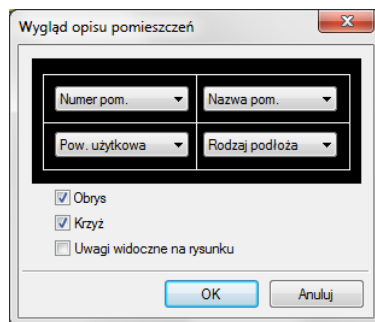 Wygląd opisu pomieszczeń
Numer pom. Nazwa pom.
Pow. użytkowa Rodzaj podłoża
Obrys
Krzyż
Uwagi widoczne na rysunku
OK Anuluj